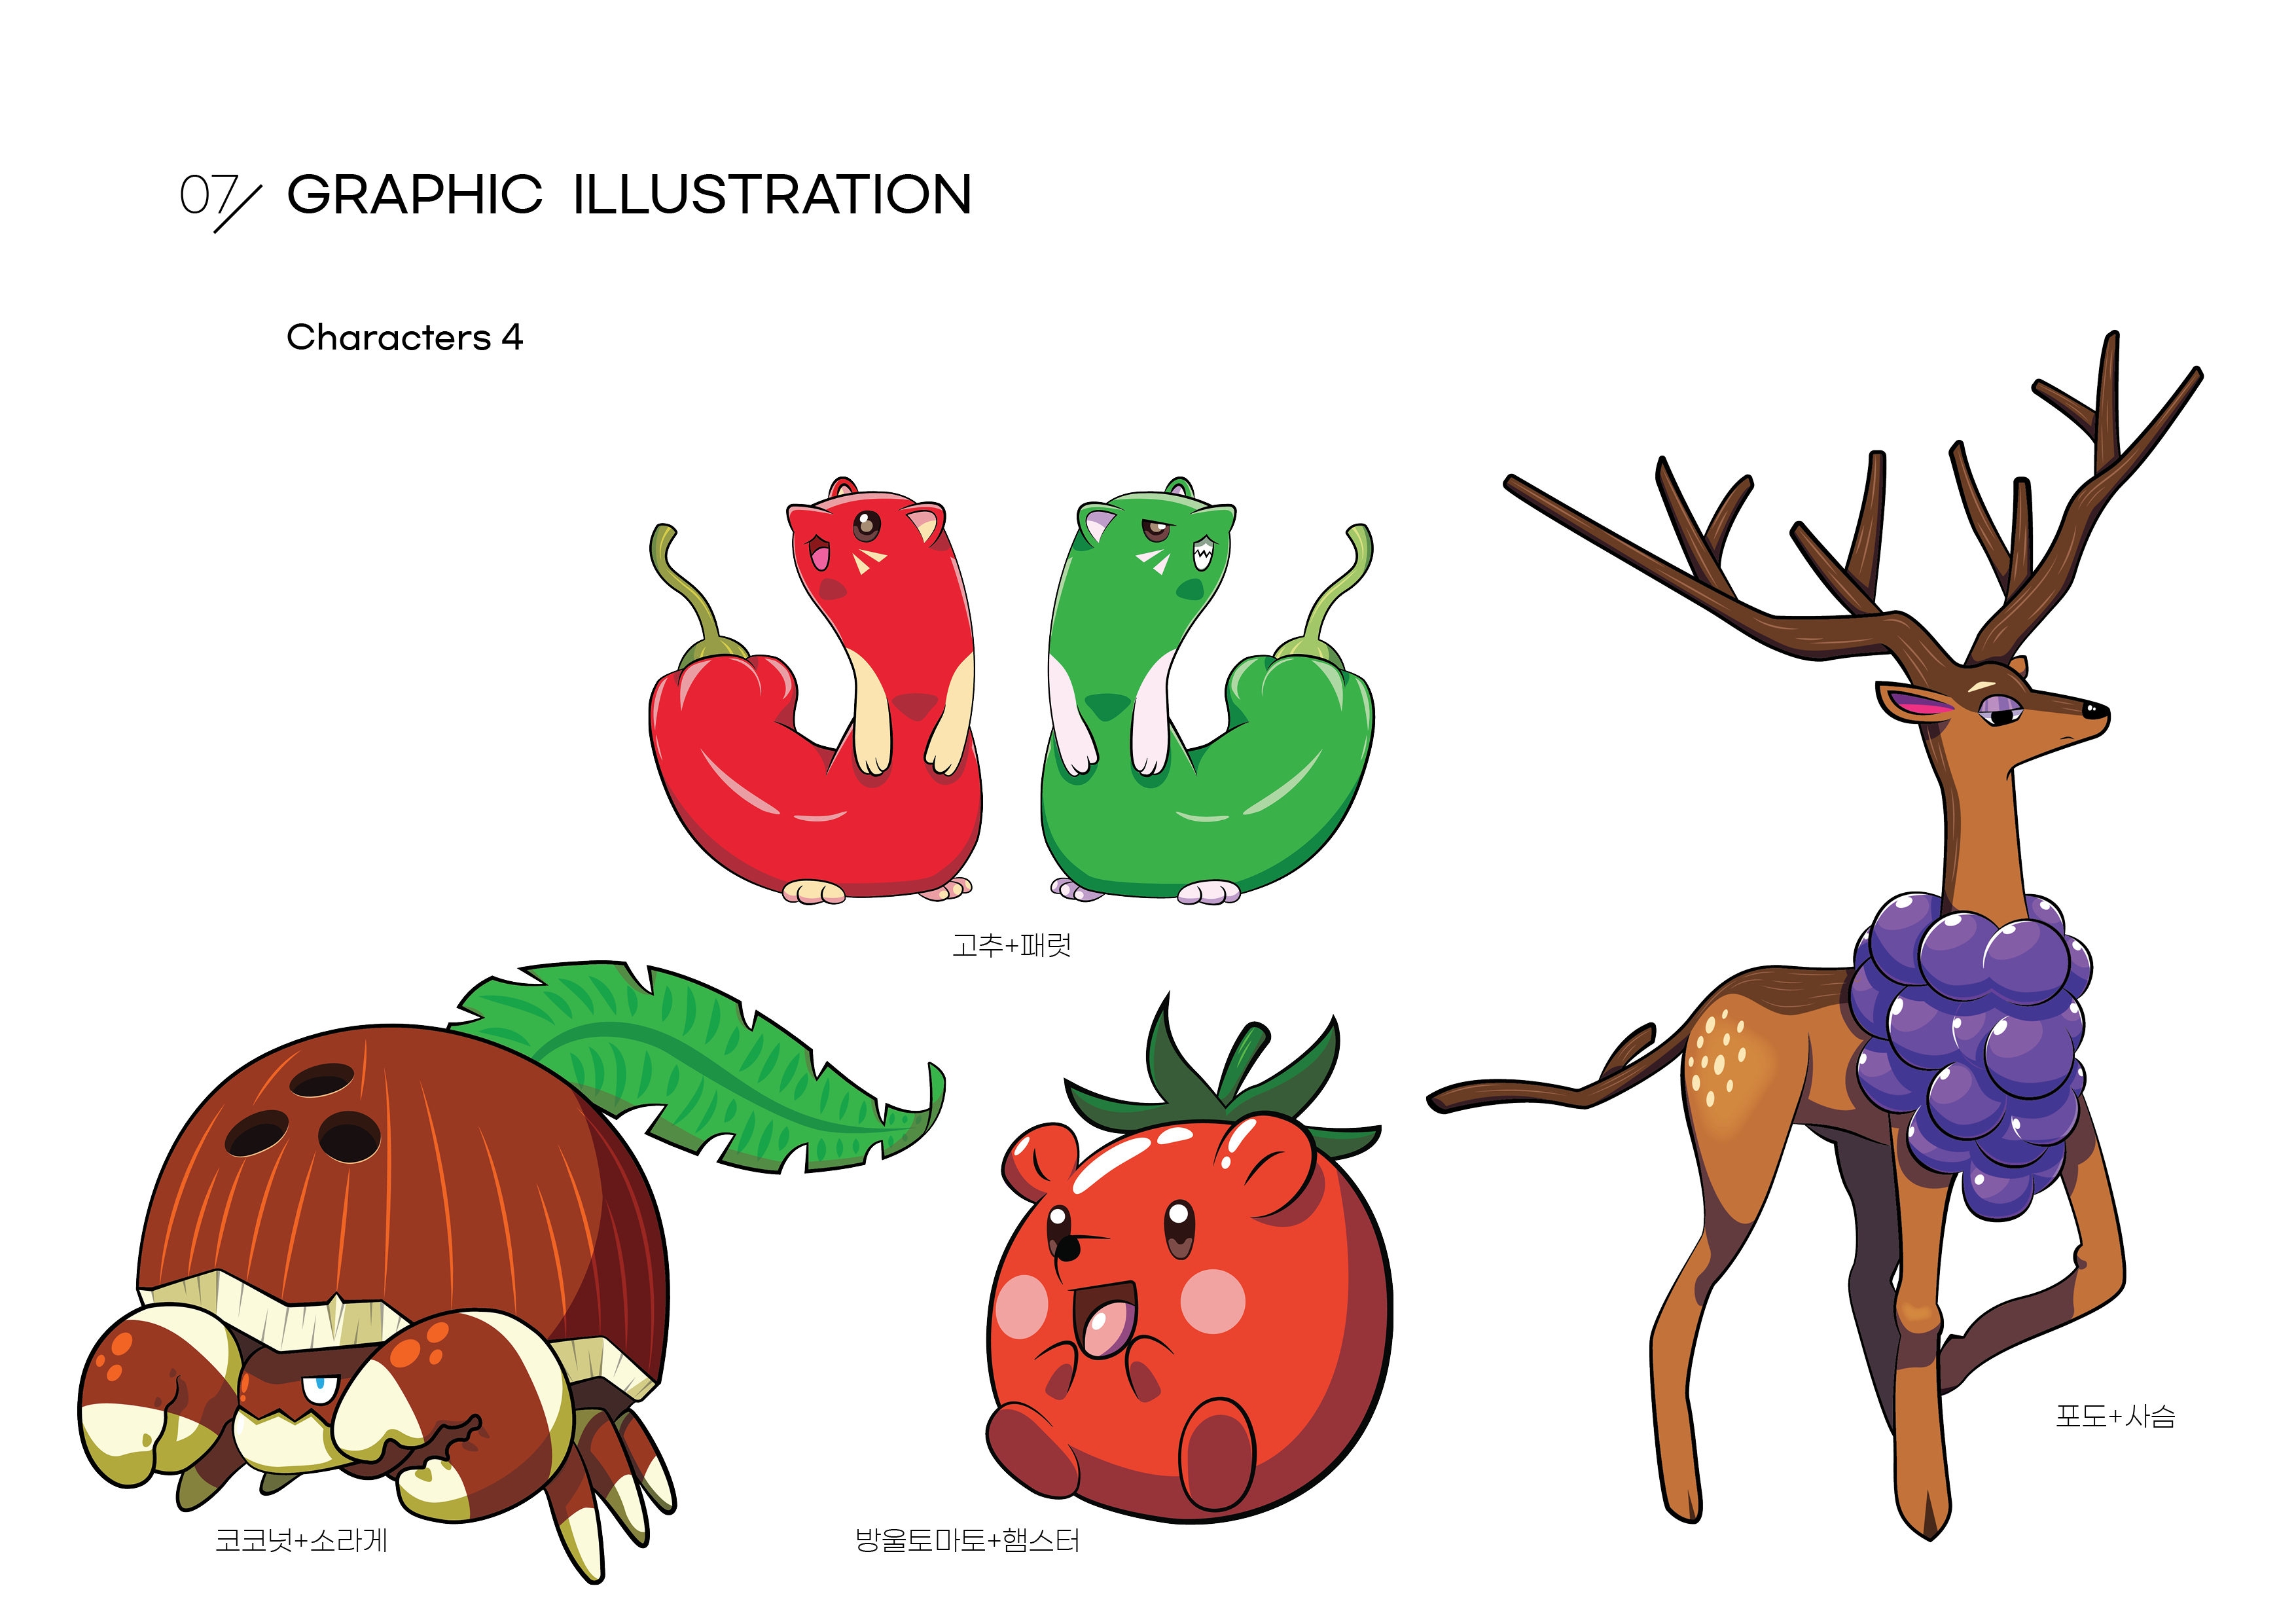 07/ GRAPHIC ILLUSTRATION
Characters 4
고추+패럿
포도+사슴
코코넛+소라게
방울토마토+햄스터